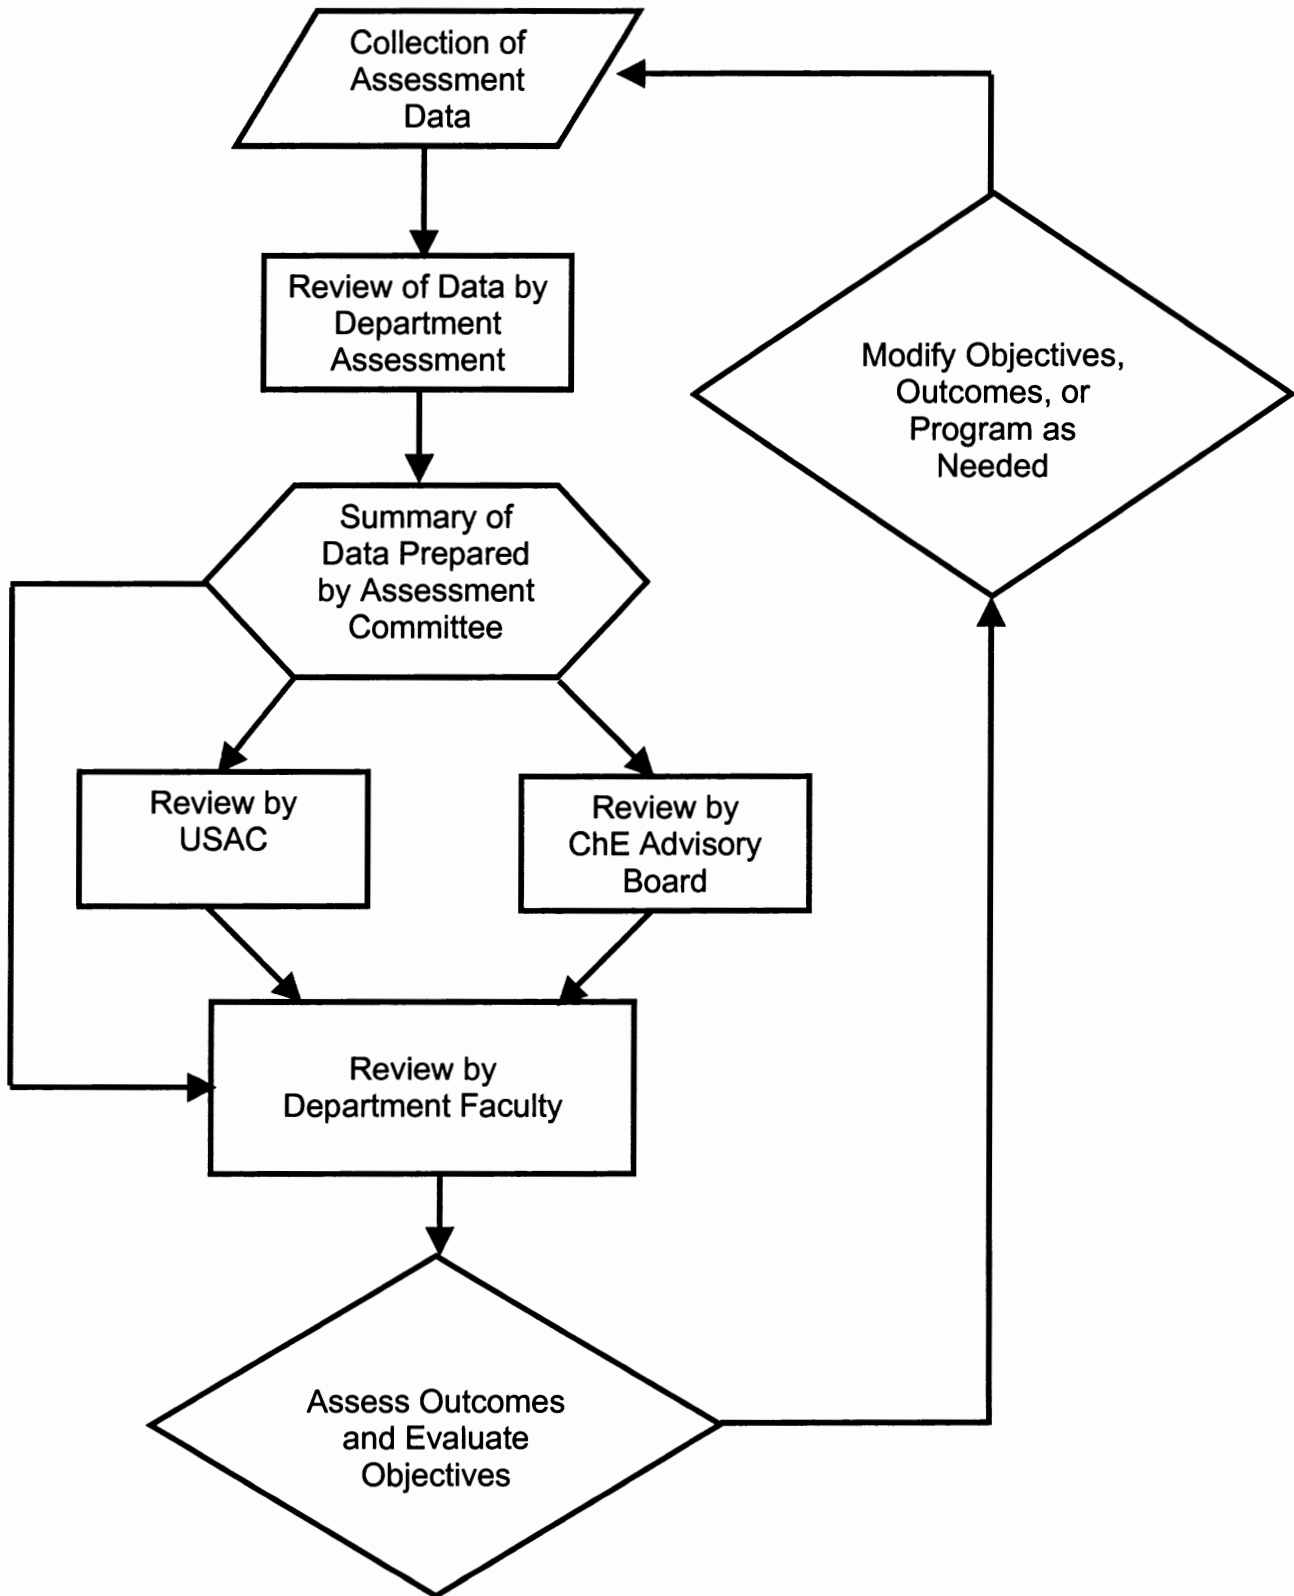 Collection of
Assessment
Data
Review of Data by
Department
Assessment
Modify Objectives,
Outcomes, or
Program as
Needed
Summary of
Data Prepared
by Assessment
Committee
Review by
USAC
Review by
ChE Advisory
Board
Review by
Department Faculty
Assess Outcomes
and Evaluate
Objectives